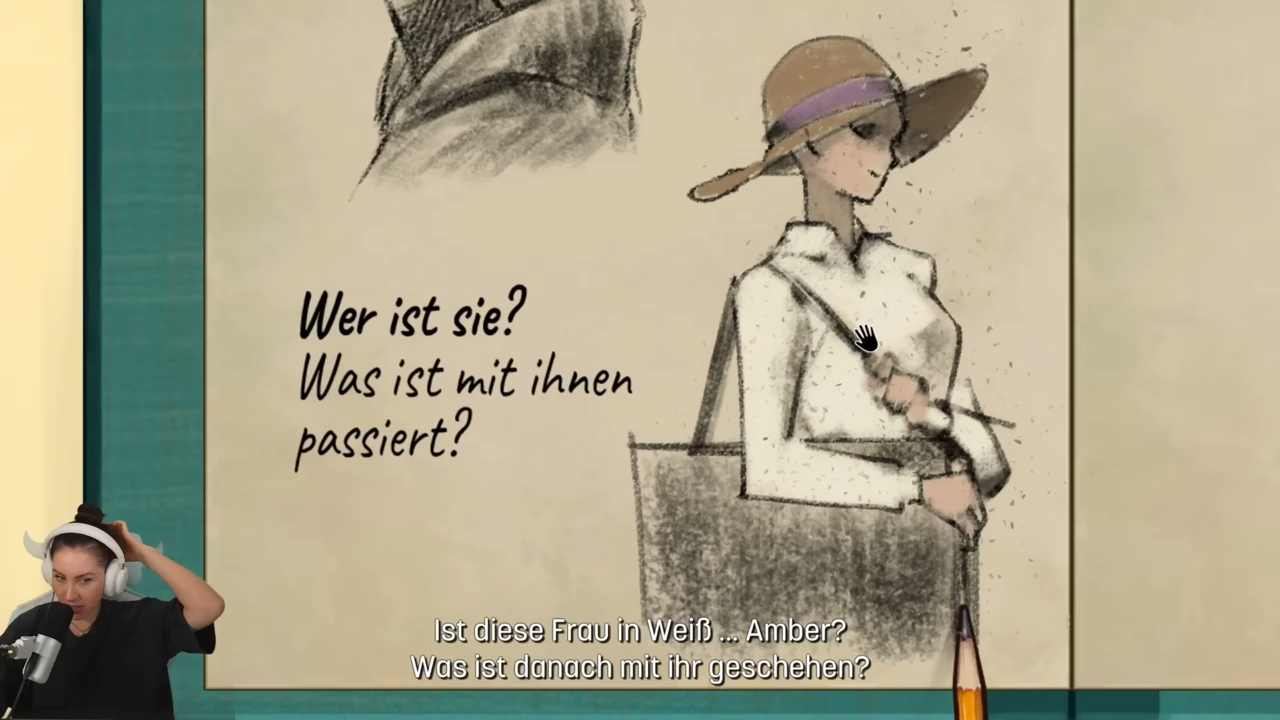 Wer ist sie?
Was ist mit ihnen
passiert?
Ist diese Frau in Weiß ... Amber?
Was ist danach mit ihr geschehen?